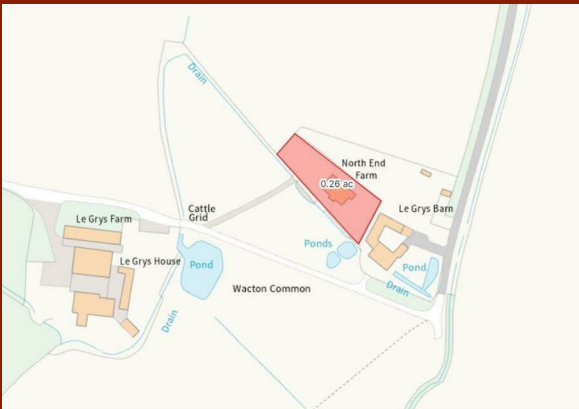 Drain
North End
Farm
0.26 ac
Cattle
Grid
Le Grys Barn
Le Grys Farm
Ponds
Le Grys House
Pond
Pond
Wacton Common
Drain
Drain